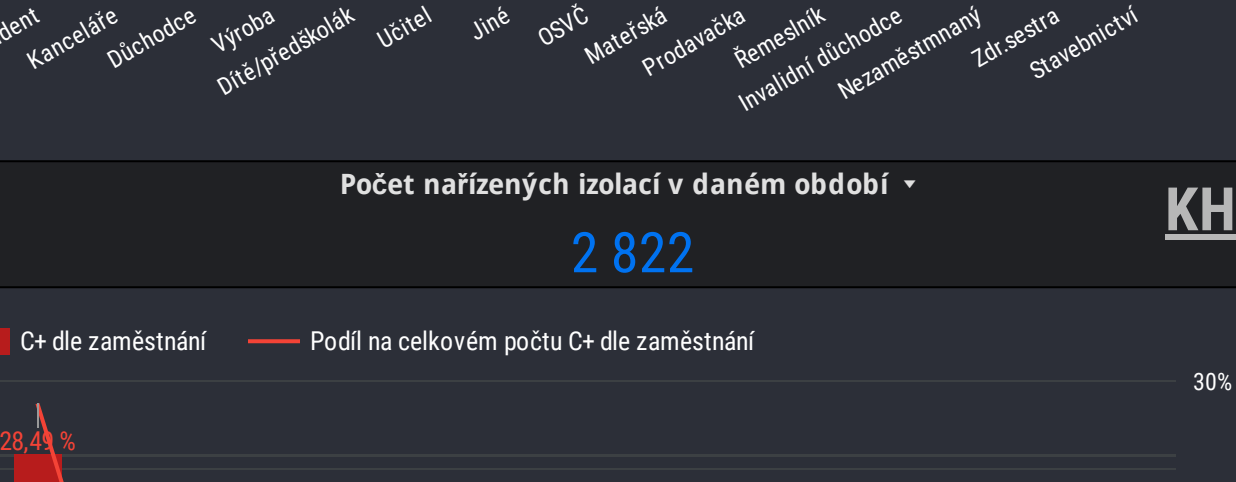 Kanceláře
Důchodce
Výroba
Dítě/předškolák
Učitel
Jiné
OSVČ
Mateřská
Prodavačka
Řemeslník
Invalidní důchodce
Nezaměstmnaný
Zdr.sestra
Stavebnictví
Počet nařízených izolací v daném období
KH
2 822
C+ dle zaměstnání
Podíl na celkovém počtu C+ dle zaměstnání
30%
28,49 %